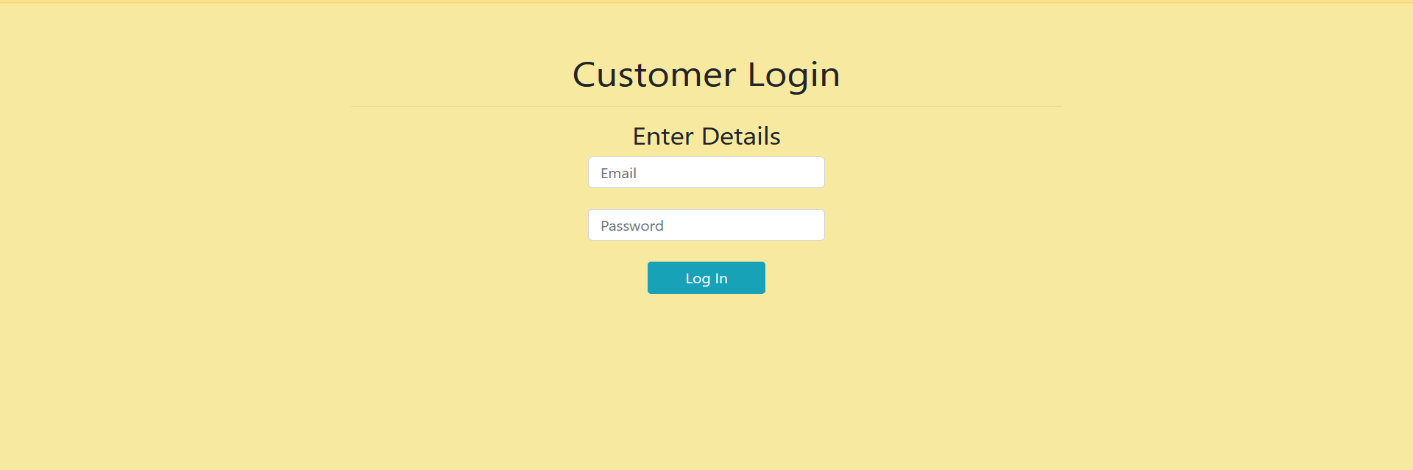 Customer Login
Enter Details
Email
Password
Log In